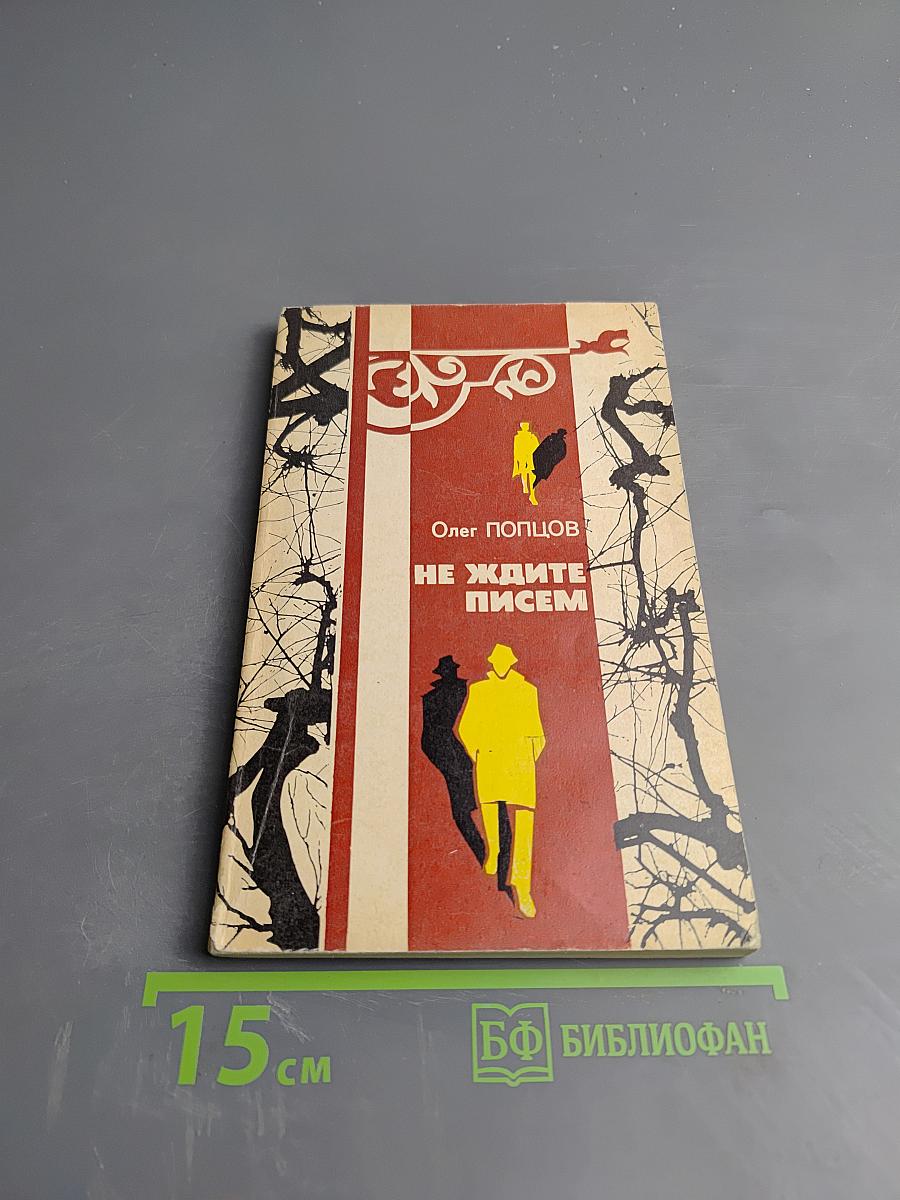 Олег ПОПЦОВ
НЕ ЖДИТЕ
ПИСЕМ
15 см
БФ БИБЛИОФАН